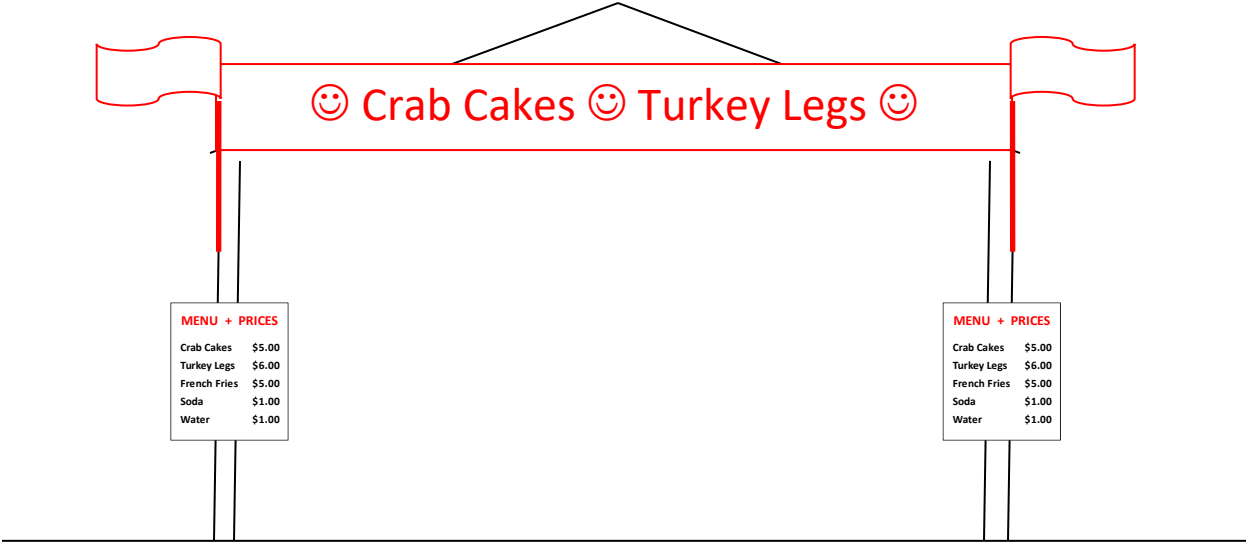 ☺ Crab Cakes ☺ Turkey Legs ☺
MENU + PRICES
Crab Cakes $5.00
Turkey Legs $6.00
French Fries $5.00
Soda $1.00
Water $1.00
MENU + PRICES
Crab Cakes $5.00
Turkey Legs $6.00
French Fries $5.00
Soda $1.00
Water $1.00